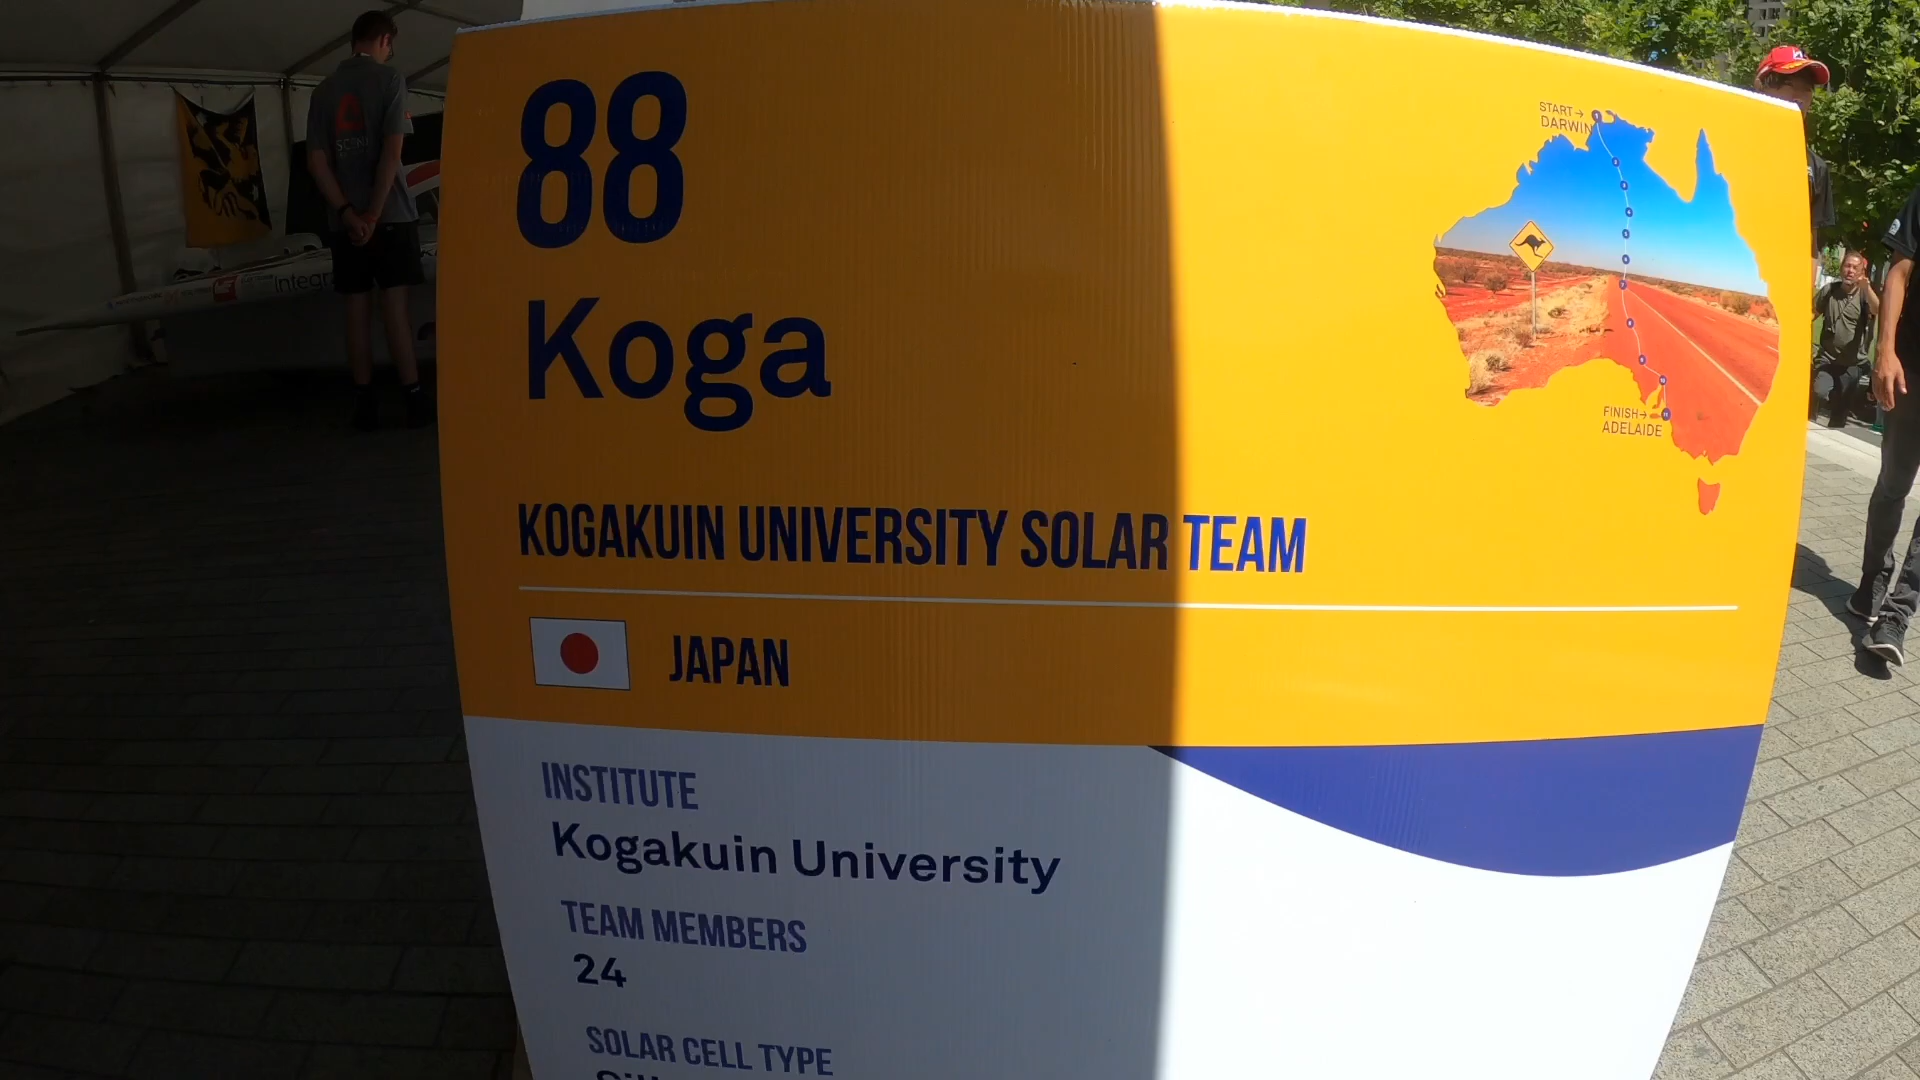 88
Koga
KOGAKUIN UNIVERSITY SOLAR TEAM
JAPAN
START→
DARWIN
FINISH→
ADELAIDE
INSTITUTE
Kogakuin University
TEAM MEMBERS
24
SOLAR CELL TYPE